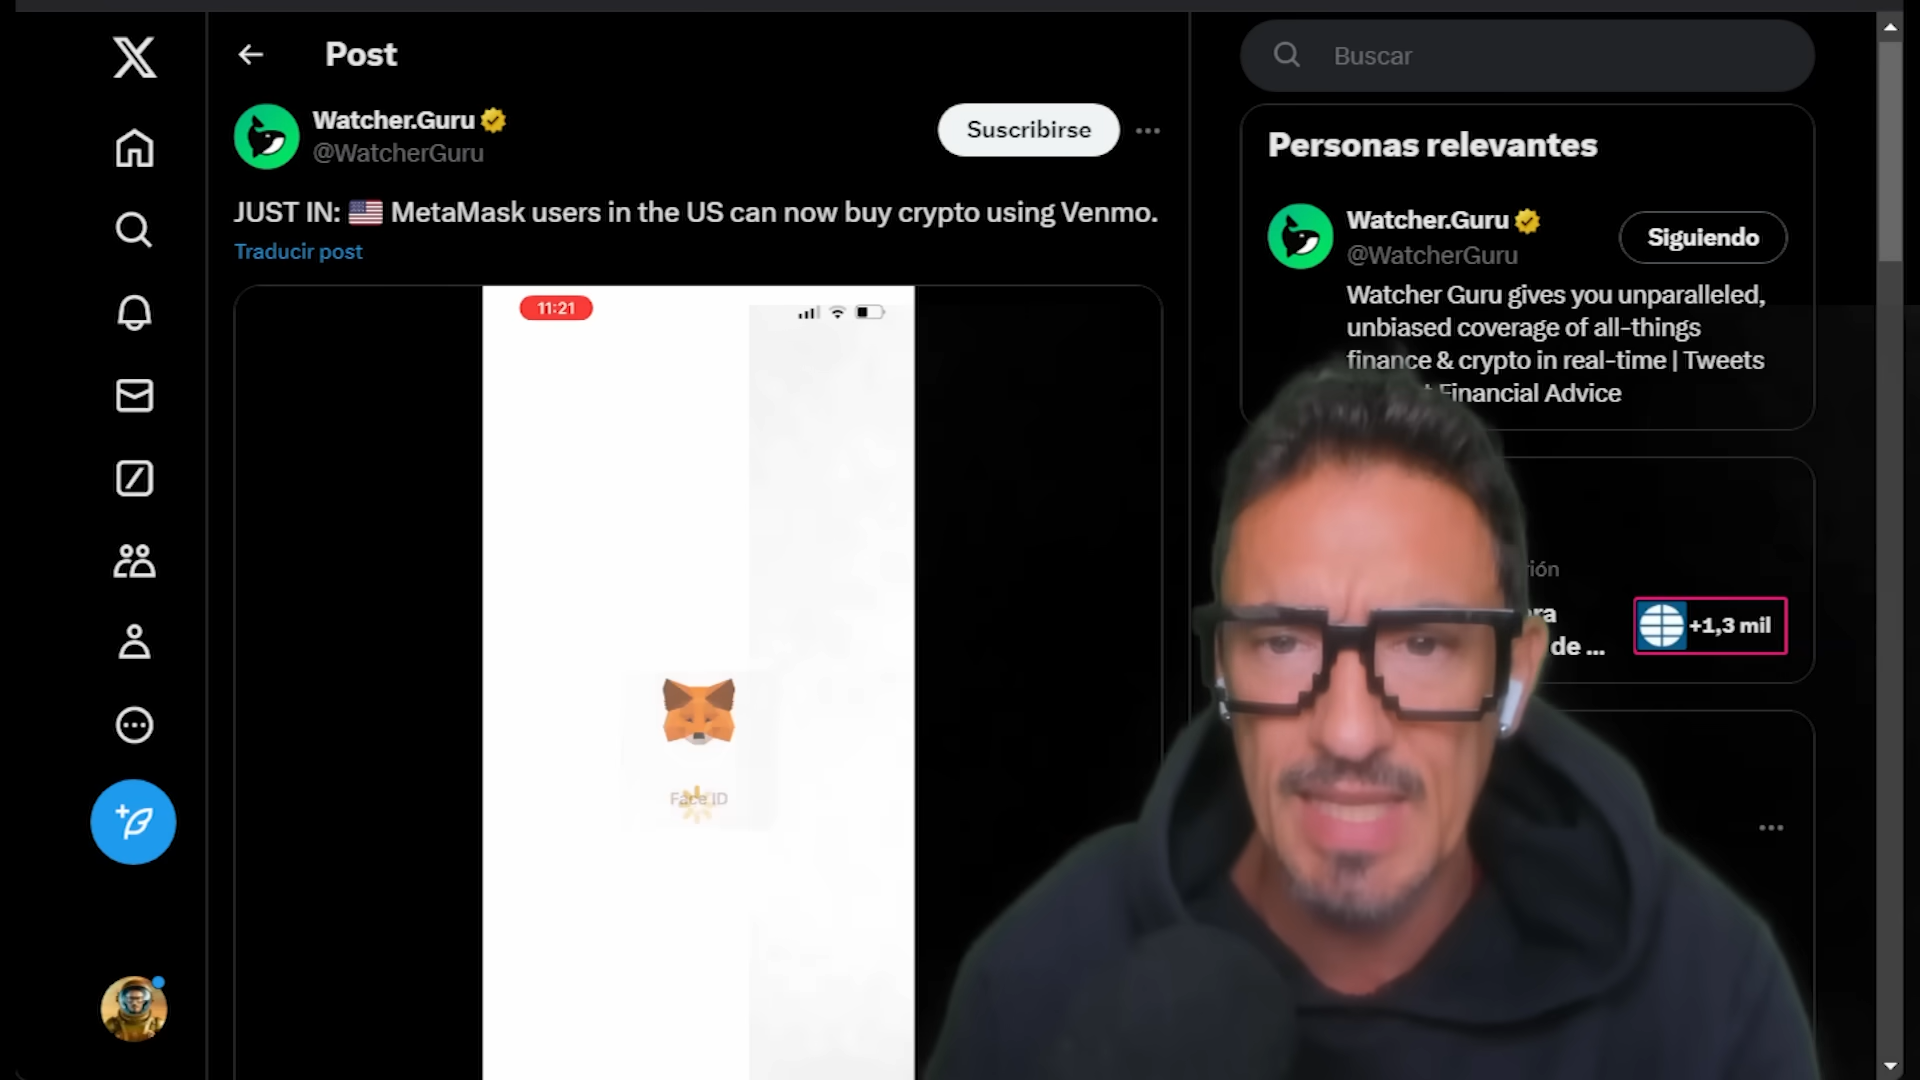 Post
Buscar
Watcher.Guru
@WatcherGuru
Suscribirse
JUST IN: 🇺🇸 MetaMask users in the US can now buy crypto using Venmo.
Traducir post
11:21
Face ID
Personas relevantes
Watcher.Guru
@WatcherGuru
Siguiendo
Watcher Guru gives you unparalleled,
unbiased coverage of all-things
finance & crypto in real-time | Tweets
Financial Advice
de ...
+1,3 mil